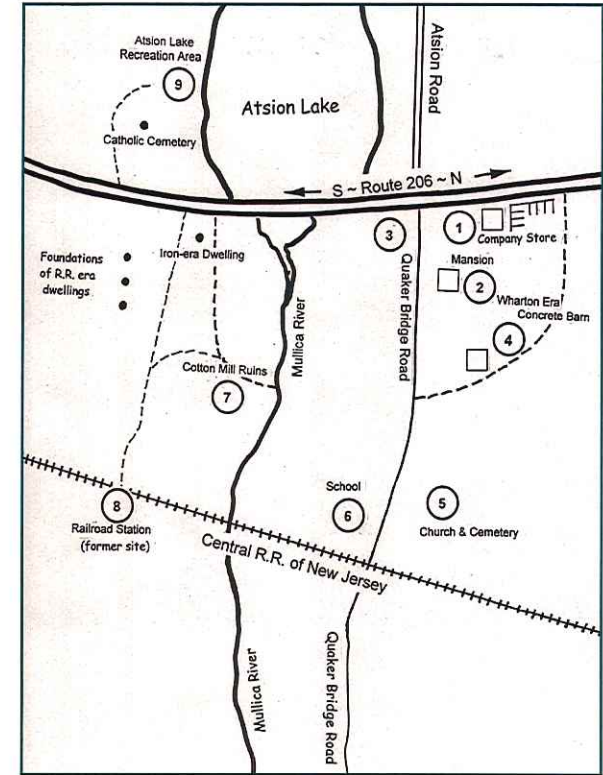 Atsion Lake
Recreation Area
9
Catholic Cemetery
Atsion Lake
Atsion Road
S ~ Route 206 ~ N
3
1
Company Store
Iron-era Dwelling
Foundations
of R.R. era
dwellings
Mansion
2
Wharton Era
Concrete Barn
4
Quaker Bridge Road
Mullica River
Cotton Mill Ruins
7
School
6
5
Church & Cemetery
8
Railroad Station
(former site)
Central R.R. of New Jersey
Mullica River
Quaker Bridge Road